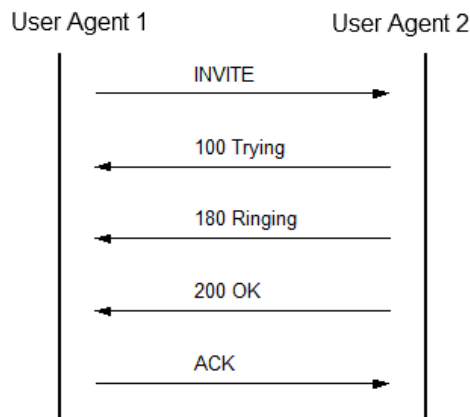 User Agent 1
User Agent 2
INVITE
100 Trying
180 Ringing
200 OK
ACK